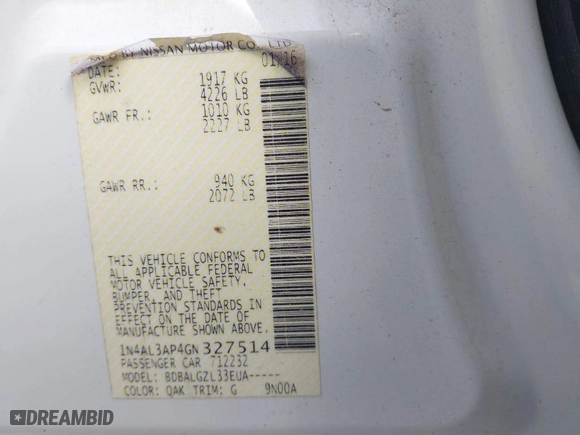 MFD BY NISSAN MOTOR CO., LTD.
DATE: 01/16
GVWR: 1917 KG
4226 LB
GAWR FR.: 1010 KG
2227 LB
GAWR RR.: 940 KG
2072 LB
THIS VEHICLE CONFORMS TO
ALL APPLICABLE FEDERAL
MOTOR VEHICLE SAFETY,
BUMPER, AND THEFT
PREVENTION STANDARDS IN
EFFECT ON THE DATE OF
MANUFACTURE SHOWN ABOVE.
1N4AL3AP4GN327514
PASSENGER CAR 712232
MODEL: BDBALGZL33EUA-----
COLOR: QAK TRIM: G 9N00A
DREAMBID